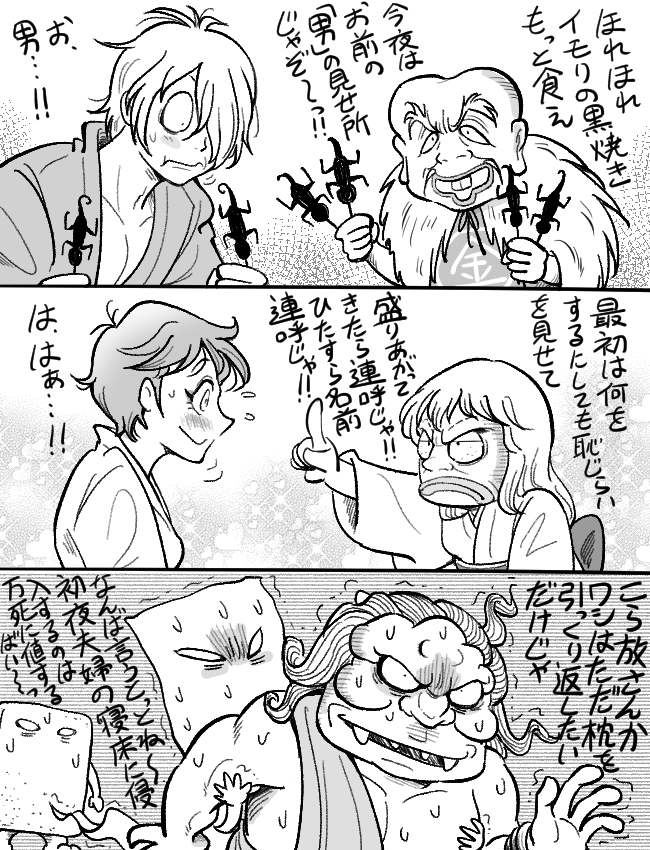 ほれほれ
イモリの黒焼き
もっと食え
今夜は
お前の
「男」の見せ所
じゃぞ〜っ!!
お、
男…!!
金
最初は何を
するにしても恥じらい
を見せて
盛りあがって
きたら連呼じゃ!!
ひたすら名前
連呼じゃ!!
は、はぁ…!!
こら放さんか
ワシはただ枕を
引っくり返したい
だけじゃ
なんば言うとっとね〜
初夜夫婦の寝床に侵
入するのは
万死に値する
ばい〜っ